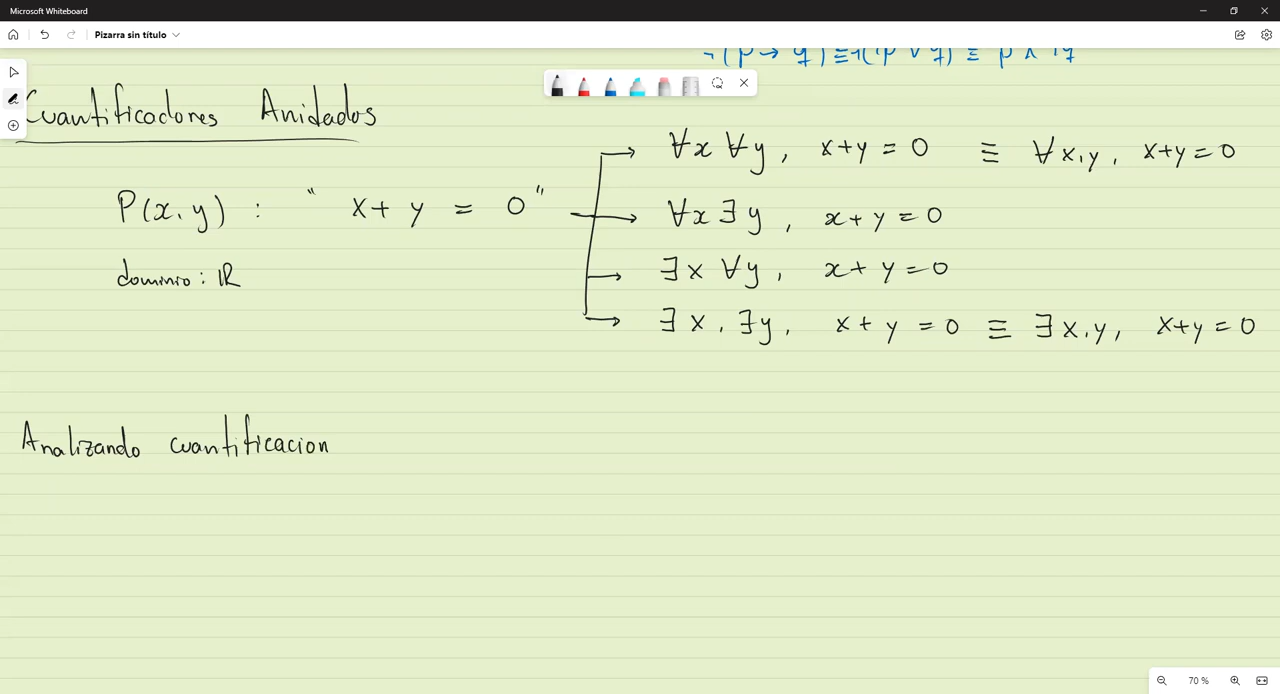 Microsoft Whiteboard
Pizarra sin título
¬(p → q) ≡ ¬(¬p ∨ q) ≡ p ∧ ¬q
Cuantificadores Anidados
∀x ∀y, x+y = 0 ≡ ∀x,y, x+y = 0
P(x,y) : " x + y = 0 "
∀x ∃y, x + y = 0
dominio : ℝ
∃x ∀y, x + y = 0
∃x, ∃y, x + y = 0 ≡ ∃x,y, x+y = 0
Analizando cuantificacion
70 %